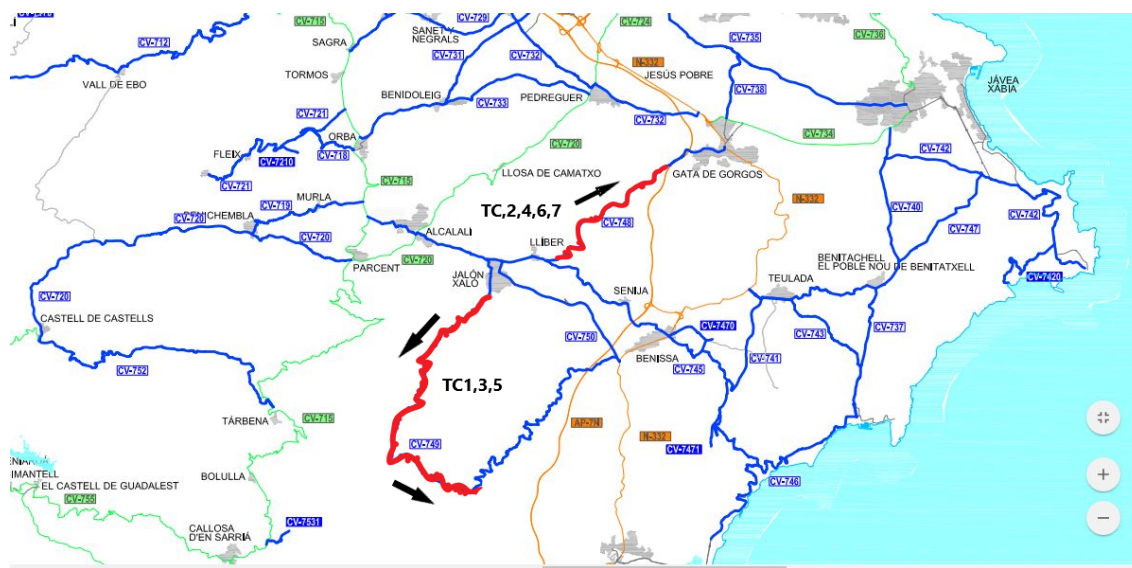 CV-715
CV-729
CV-724
SANET Y
NEGRALS
CV-735
CV-736
SAGRA
CV-712
CV-731
CV-732
N-332
VALL DE EBO
TORMOS
JESÚS POBRE
JÁVEA
XÀBIA
BENIDOLEIG
CV-733
PEDREGUER
CV-738
CV-721
CV-732
CV-734
ORBA
CV-718
CV-720
CV-742
FLEIX
CV-7210
LLOSA DE CAMATXO
GATA DE GORGOS
CV-721
CV-715
MURLA
TC,2,4,6,7
N-332
CV-740
CV-742
CV-719
CV-720
CV-748
CV-747
ALCALALI
CV-720
LLÍBER
PARCENT
CV-720
JALÓN
XALÓ
BENITACHELL
EL POBLE NOU DE BENITATXELL
TEULADA
CV-7420
SENIJA
CV-720
CASTELL DE CASTELLS
CV-750
CV-7470
CV-743
CV-737
BENISSA
CV-741
CV-752
CV-745
TC1,3,5
TÁRBENA
CV-715
AP-7H
N-332
CV-749
CV-7471
BOLULLA
IMANTELL
EL CASTELL DE GUADALEST
CV-746
CV-755
CV-7531
CALLOSA
D'EN SARRIÁ